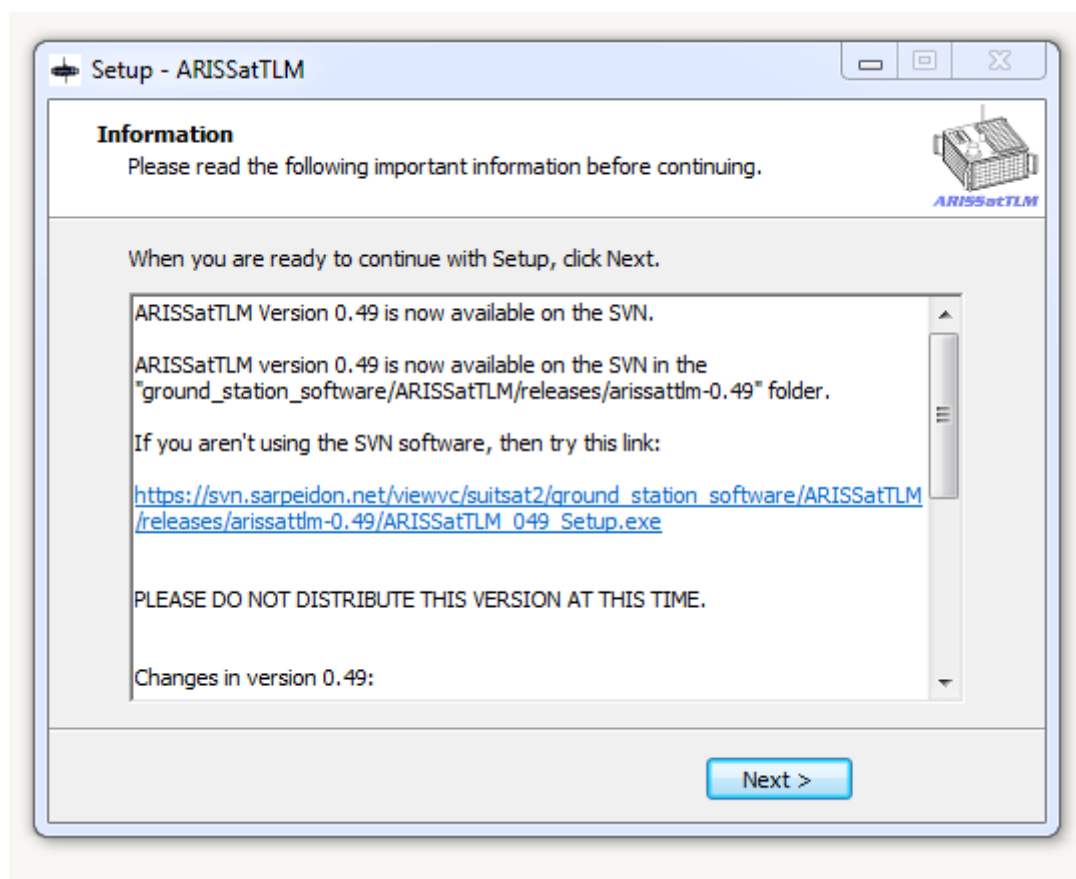 Setup - ARISSatTLM
Information
Please read the following important information before continuing.
ARISSatTLM
When you are ready to continue with Setup, click Next.
ARISSatTLM Version 0.49 is now available on the SVN.
ARISSatTLM version 0.49 is now available on the SVN in the
"ground_station_software/ARISSatTLM/releases/arissattlm-0.49" folder.
If you aren't using the SVN software, then try this link:
https://svn.sarpeidon.net/viewvc/suitsat2/ground_station_software/ARISSatTLM
/releases/arissattlm-0.49/ARISSatTLM_049_Setup.exe
PLEASE DO NOT DISTRIBUTE THIS VERSION AT THIS TIME.
Changes in version 0.49:
Next >